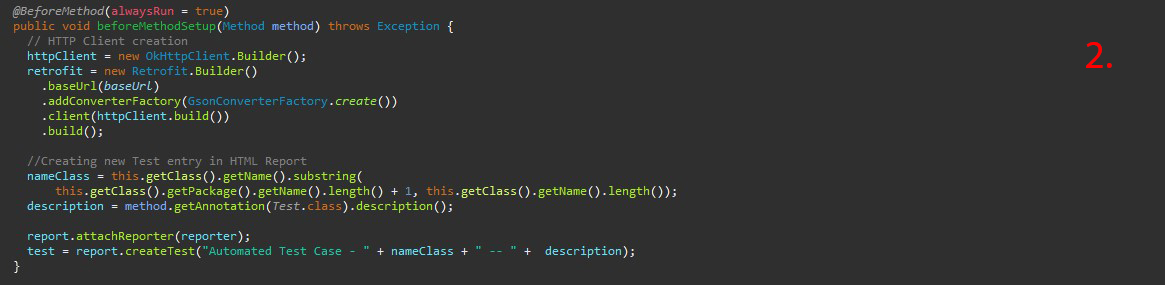 @BeforeMethod(alwaysRun = true)
public void beforeMethodSetup(Method method) throws Exception {
  // HTTP Client creation
  httpClient = new OkHttpClient.Builder();
  retrofit = new Retrofit.Builder()
    .baseUrl(baseUrl)
    .addConverterFactory(GsonConverterFactory.create())
    .client(httpClient.build())
    .build();

  //Creating new Test entry in HTML Report
  nameClass = this.getClass().getName().substring(
      this.getClass().getPackage().getName().length() + 1, this.getClass().getName().length());
  description = method.getAnnotation(Test.class).description();

  report.attachReporter(reporter);
  test = report.createTest("Automated Test Case - " + nameClass + " -- " +  description);
}
2.